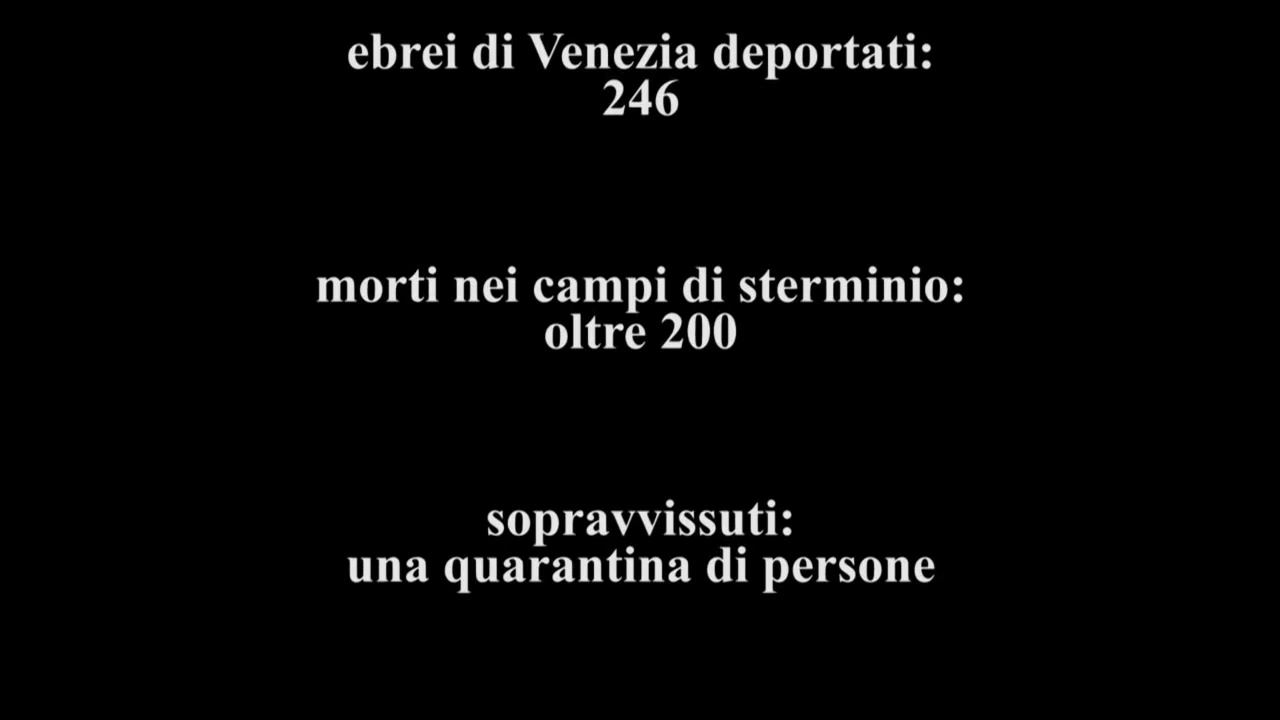 ebrei di Venezia deportati:
246
morti nei campi di sterminio:
oltre 200
sopravvissuti:
una quarantina di persone